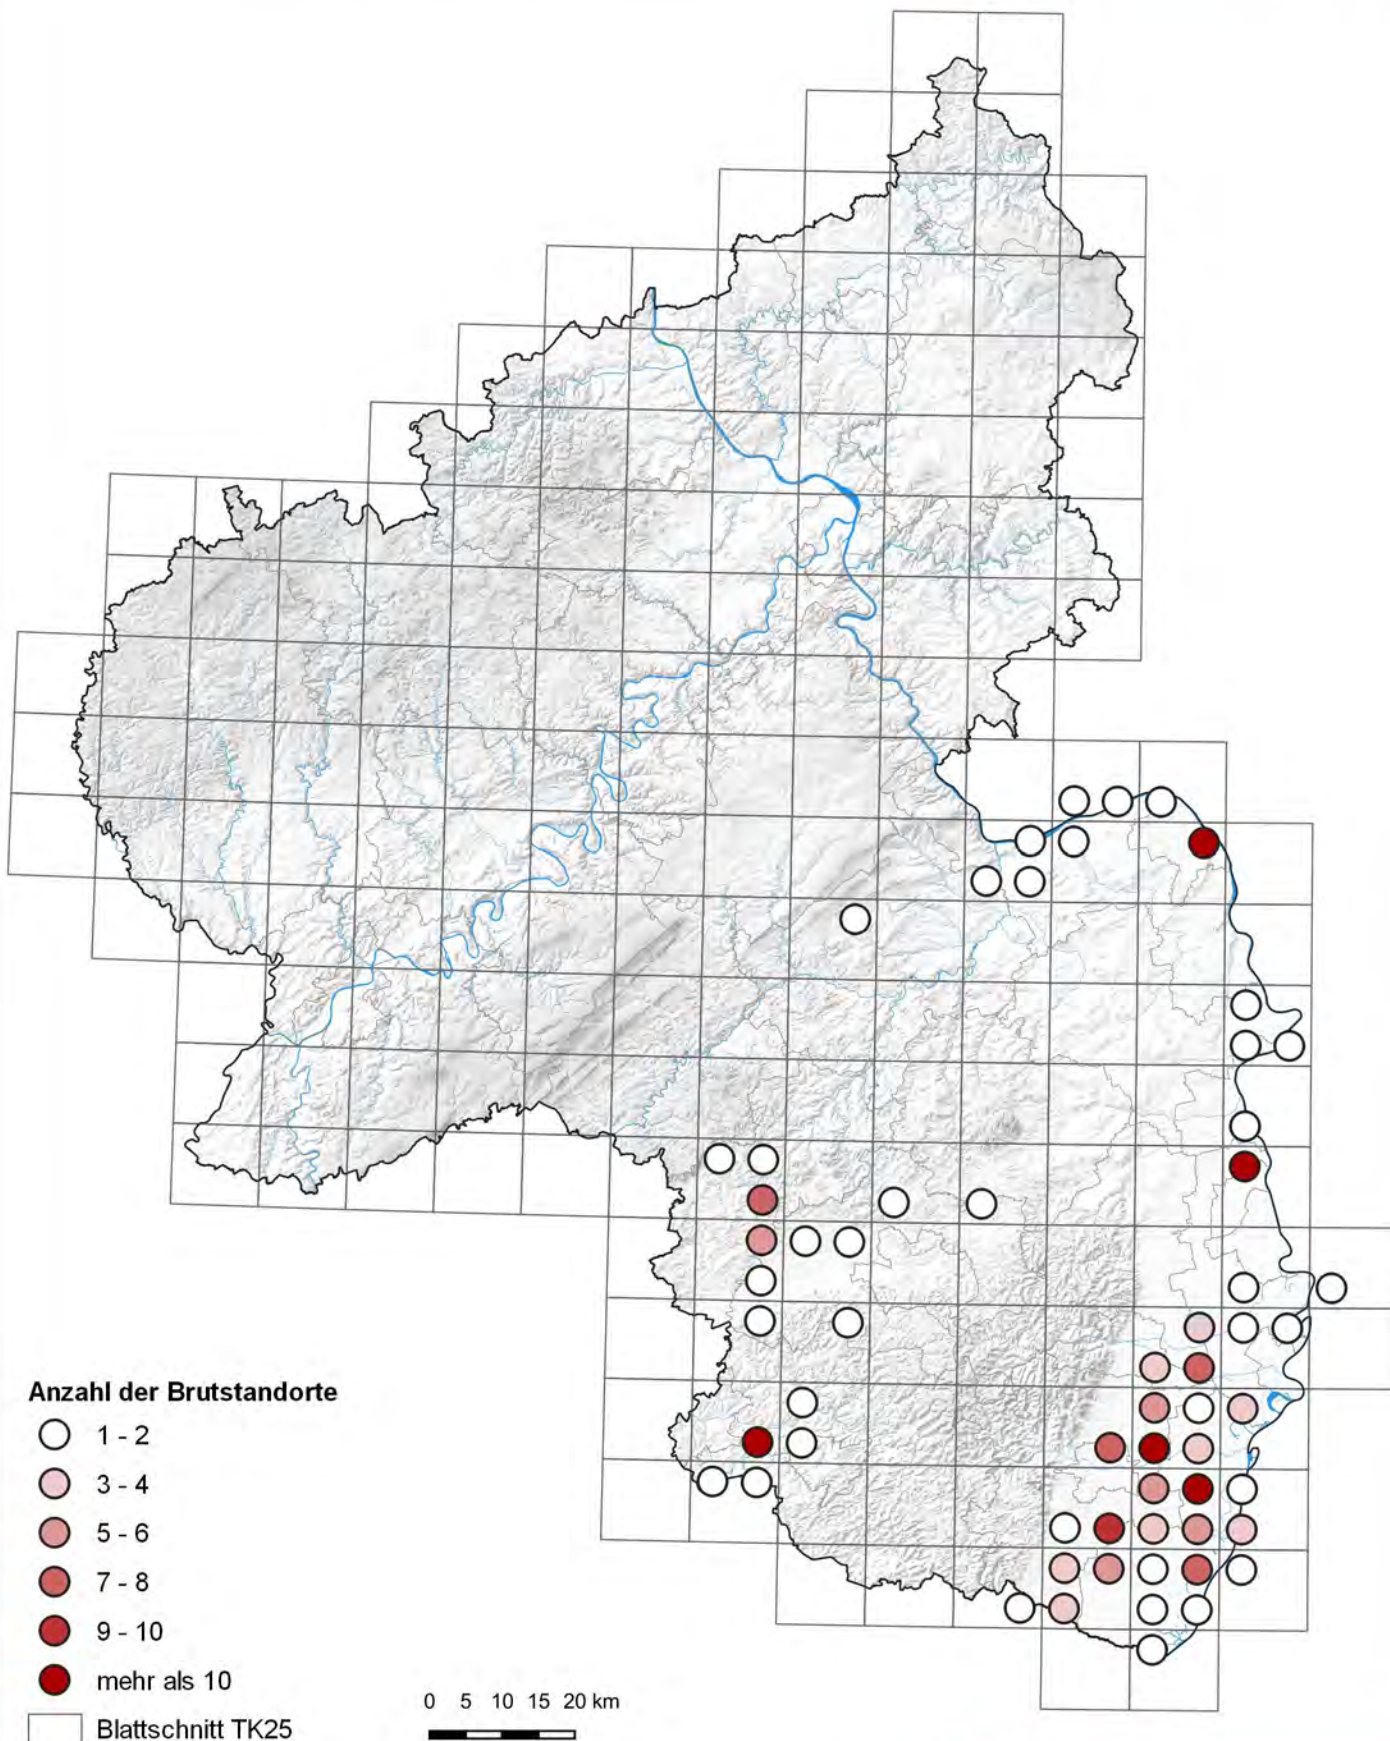 Anzahl der Brutstandorte
1 - 2
3 - 4
5 - 6
7 - 8
9 - 10
mehr als 10
Blattschnitt TK25
0 5 10 15 20 km